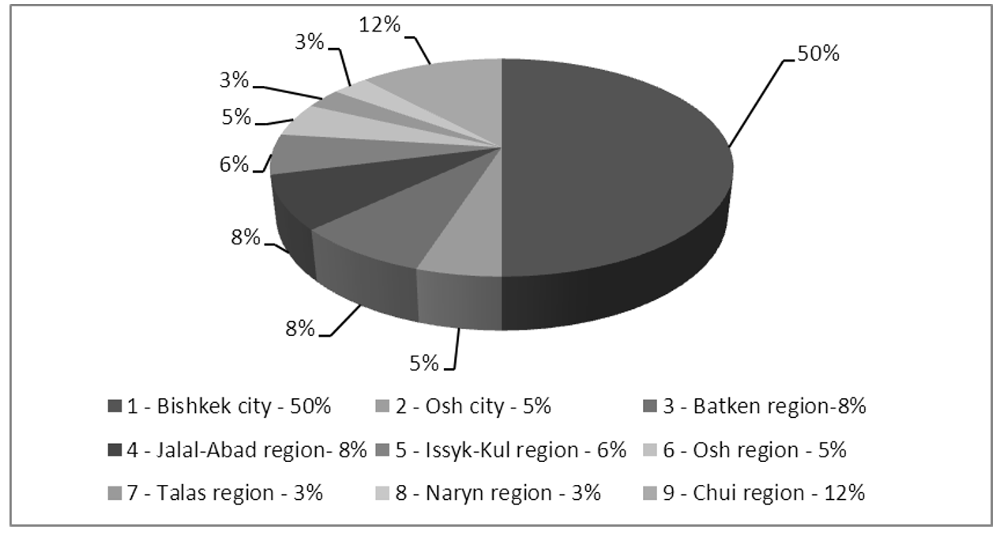 12%
3%
50%
3%
5%
6%
8%
8%
5%
1 - Bishkek city - 50%
2 - Osh city - 5%
3 - Batken region-8%
4 - Jalal-Abad region- 8%
5 - Issyk-Kul region - 6%
6 - Osh region - 5%
7 - Talas region - 3%
8 - Naryn region - 3%
9 - Chui region - 12%